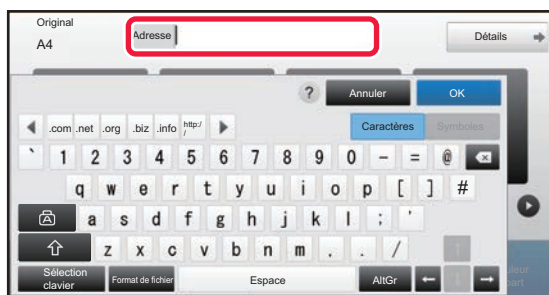 Original
A4
Adresse
Détails
? Annuler OK
.com .net .org .biz .info http:/
/
Caractères Symboles
` 1 2 3 4 5 6 7 8 9 0 - = @
q w e r t y u i o p [ ] #
a s d f g h j k l ; '
z x c v b n m , . /
Sélection
clavier
Format de fichier Espace AltGr